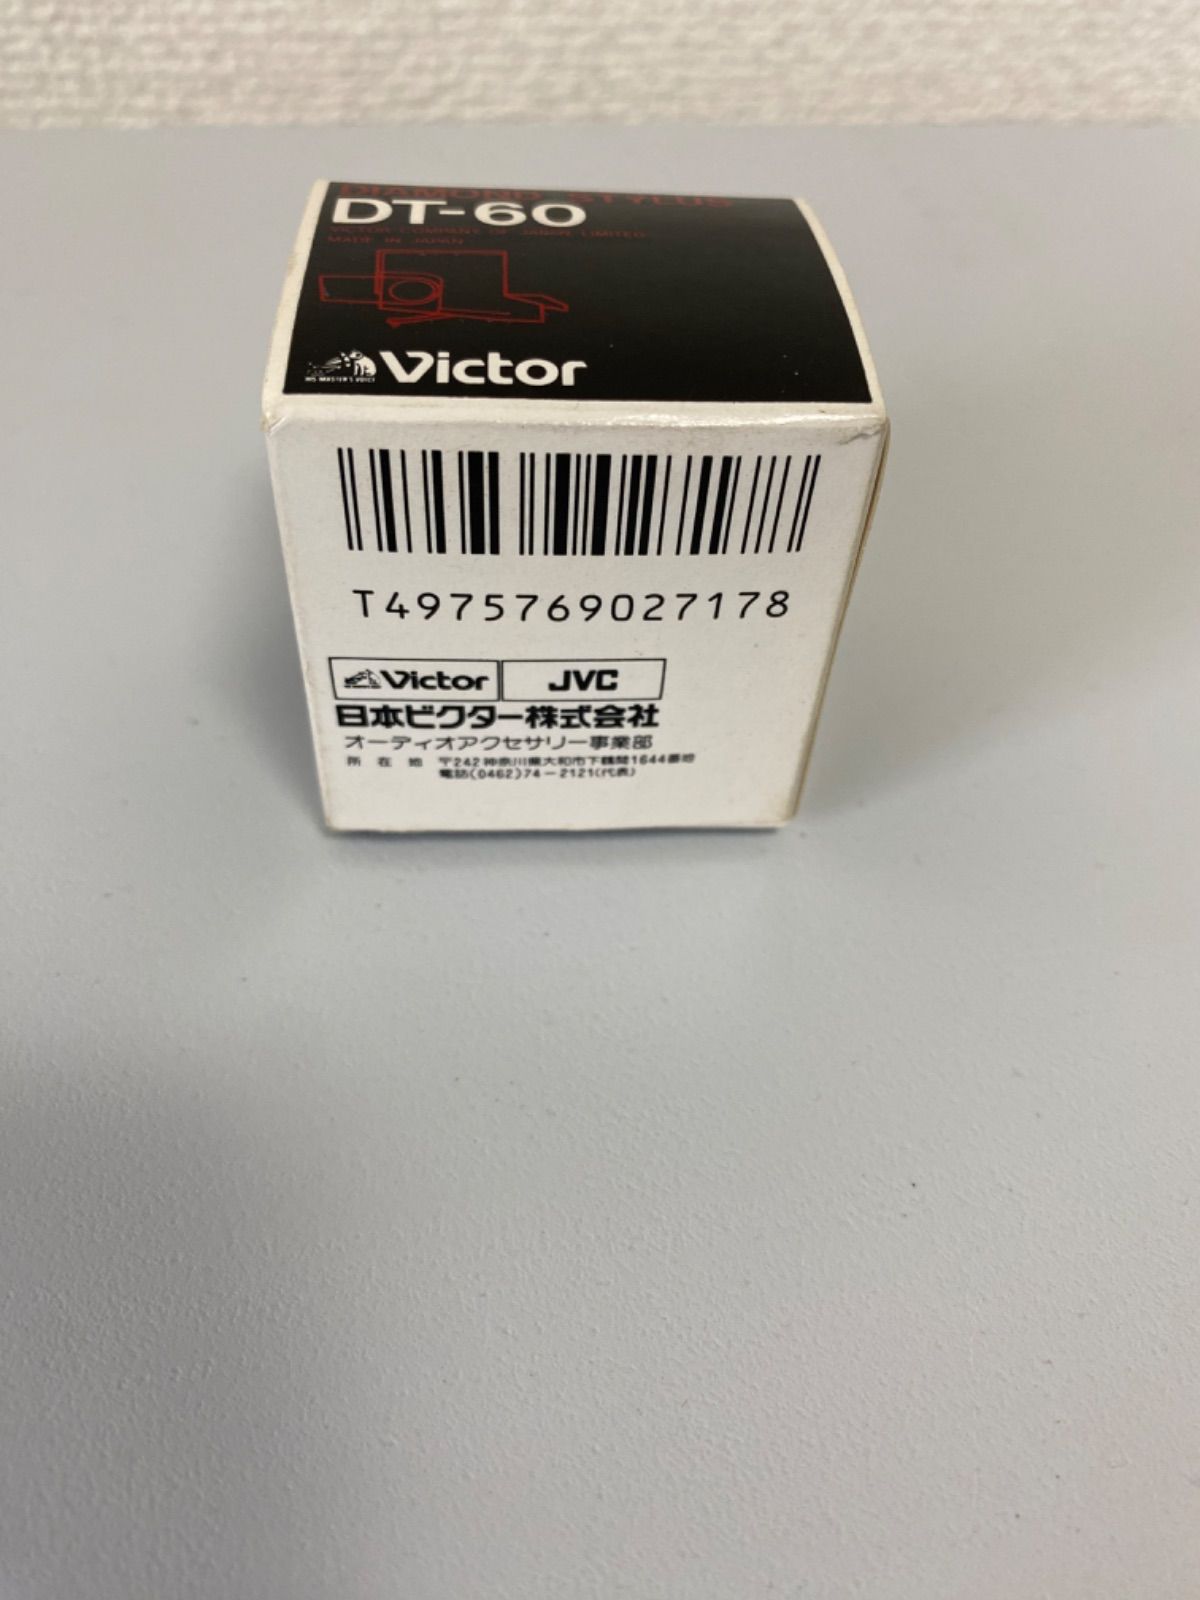 DIAMOND STYLUS
DT-60
VICTOR COMPANY OF JAPAN, LIMITED
MADE IN JAPAN
HIS MASTER'S VOICE
Victor
T4975769027178
Victor
JVC
日本ビクター株式会社
オーディオアクセサリー事業部
所在地 〒242 神奈川県大和市下鶴間1644番地
電話(0462)74-2121(代表)